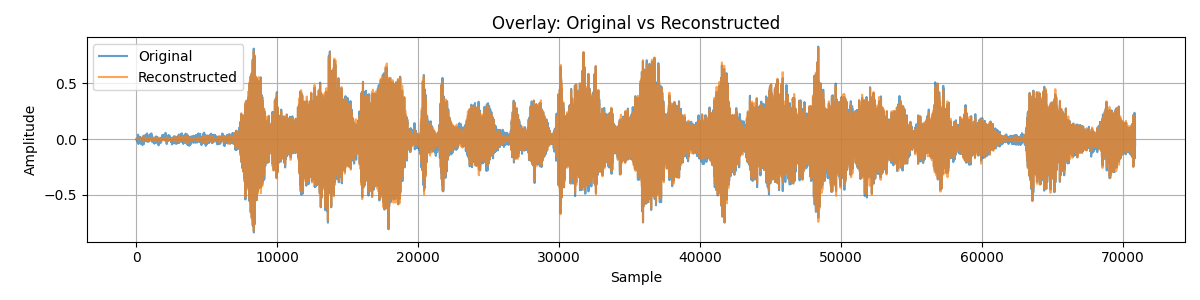 Overlay: Original vs Reconstructed
Original
Reconstructed
Amplitude
0.5
0.0
−0.5
0 10000 20000 30000 40000 50000 60000 70000
Sample